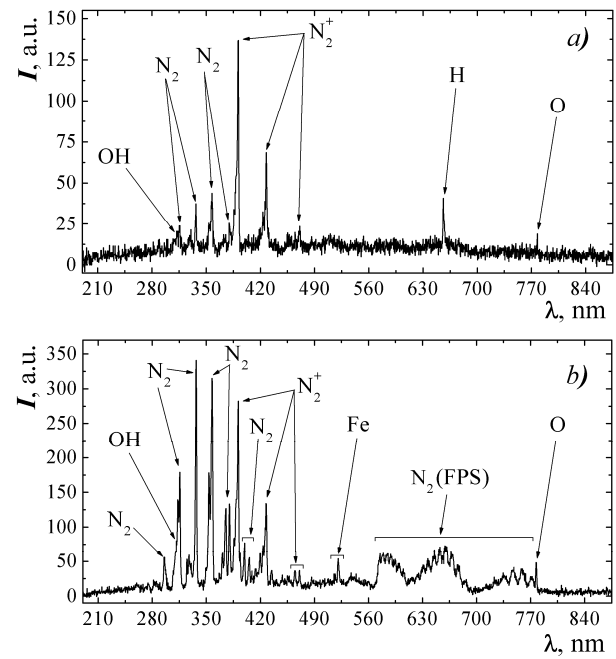 a)
I, a.u.
150
125
100
75
50
25
0
N₂
N₂
N₂⁺
H
O
OH
210 280 350 420 490 560 630 700 770 840
λ, nm
b)
I, a.u.
350
300
250
200
150
100
50
0
N₂
N₂
N₂⁺
OH
N₂
Fe
O
N₂(FPS)
N₂
210 280 350 420 490 560 630 700 770 840
λ, nm